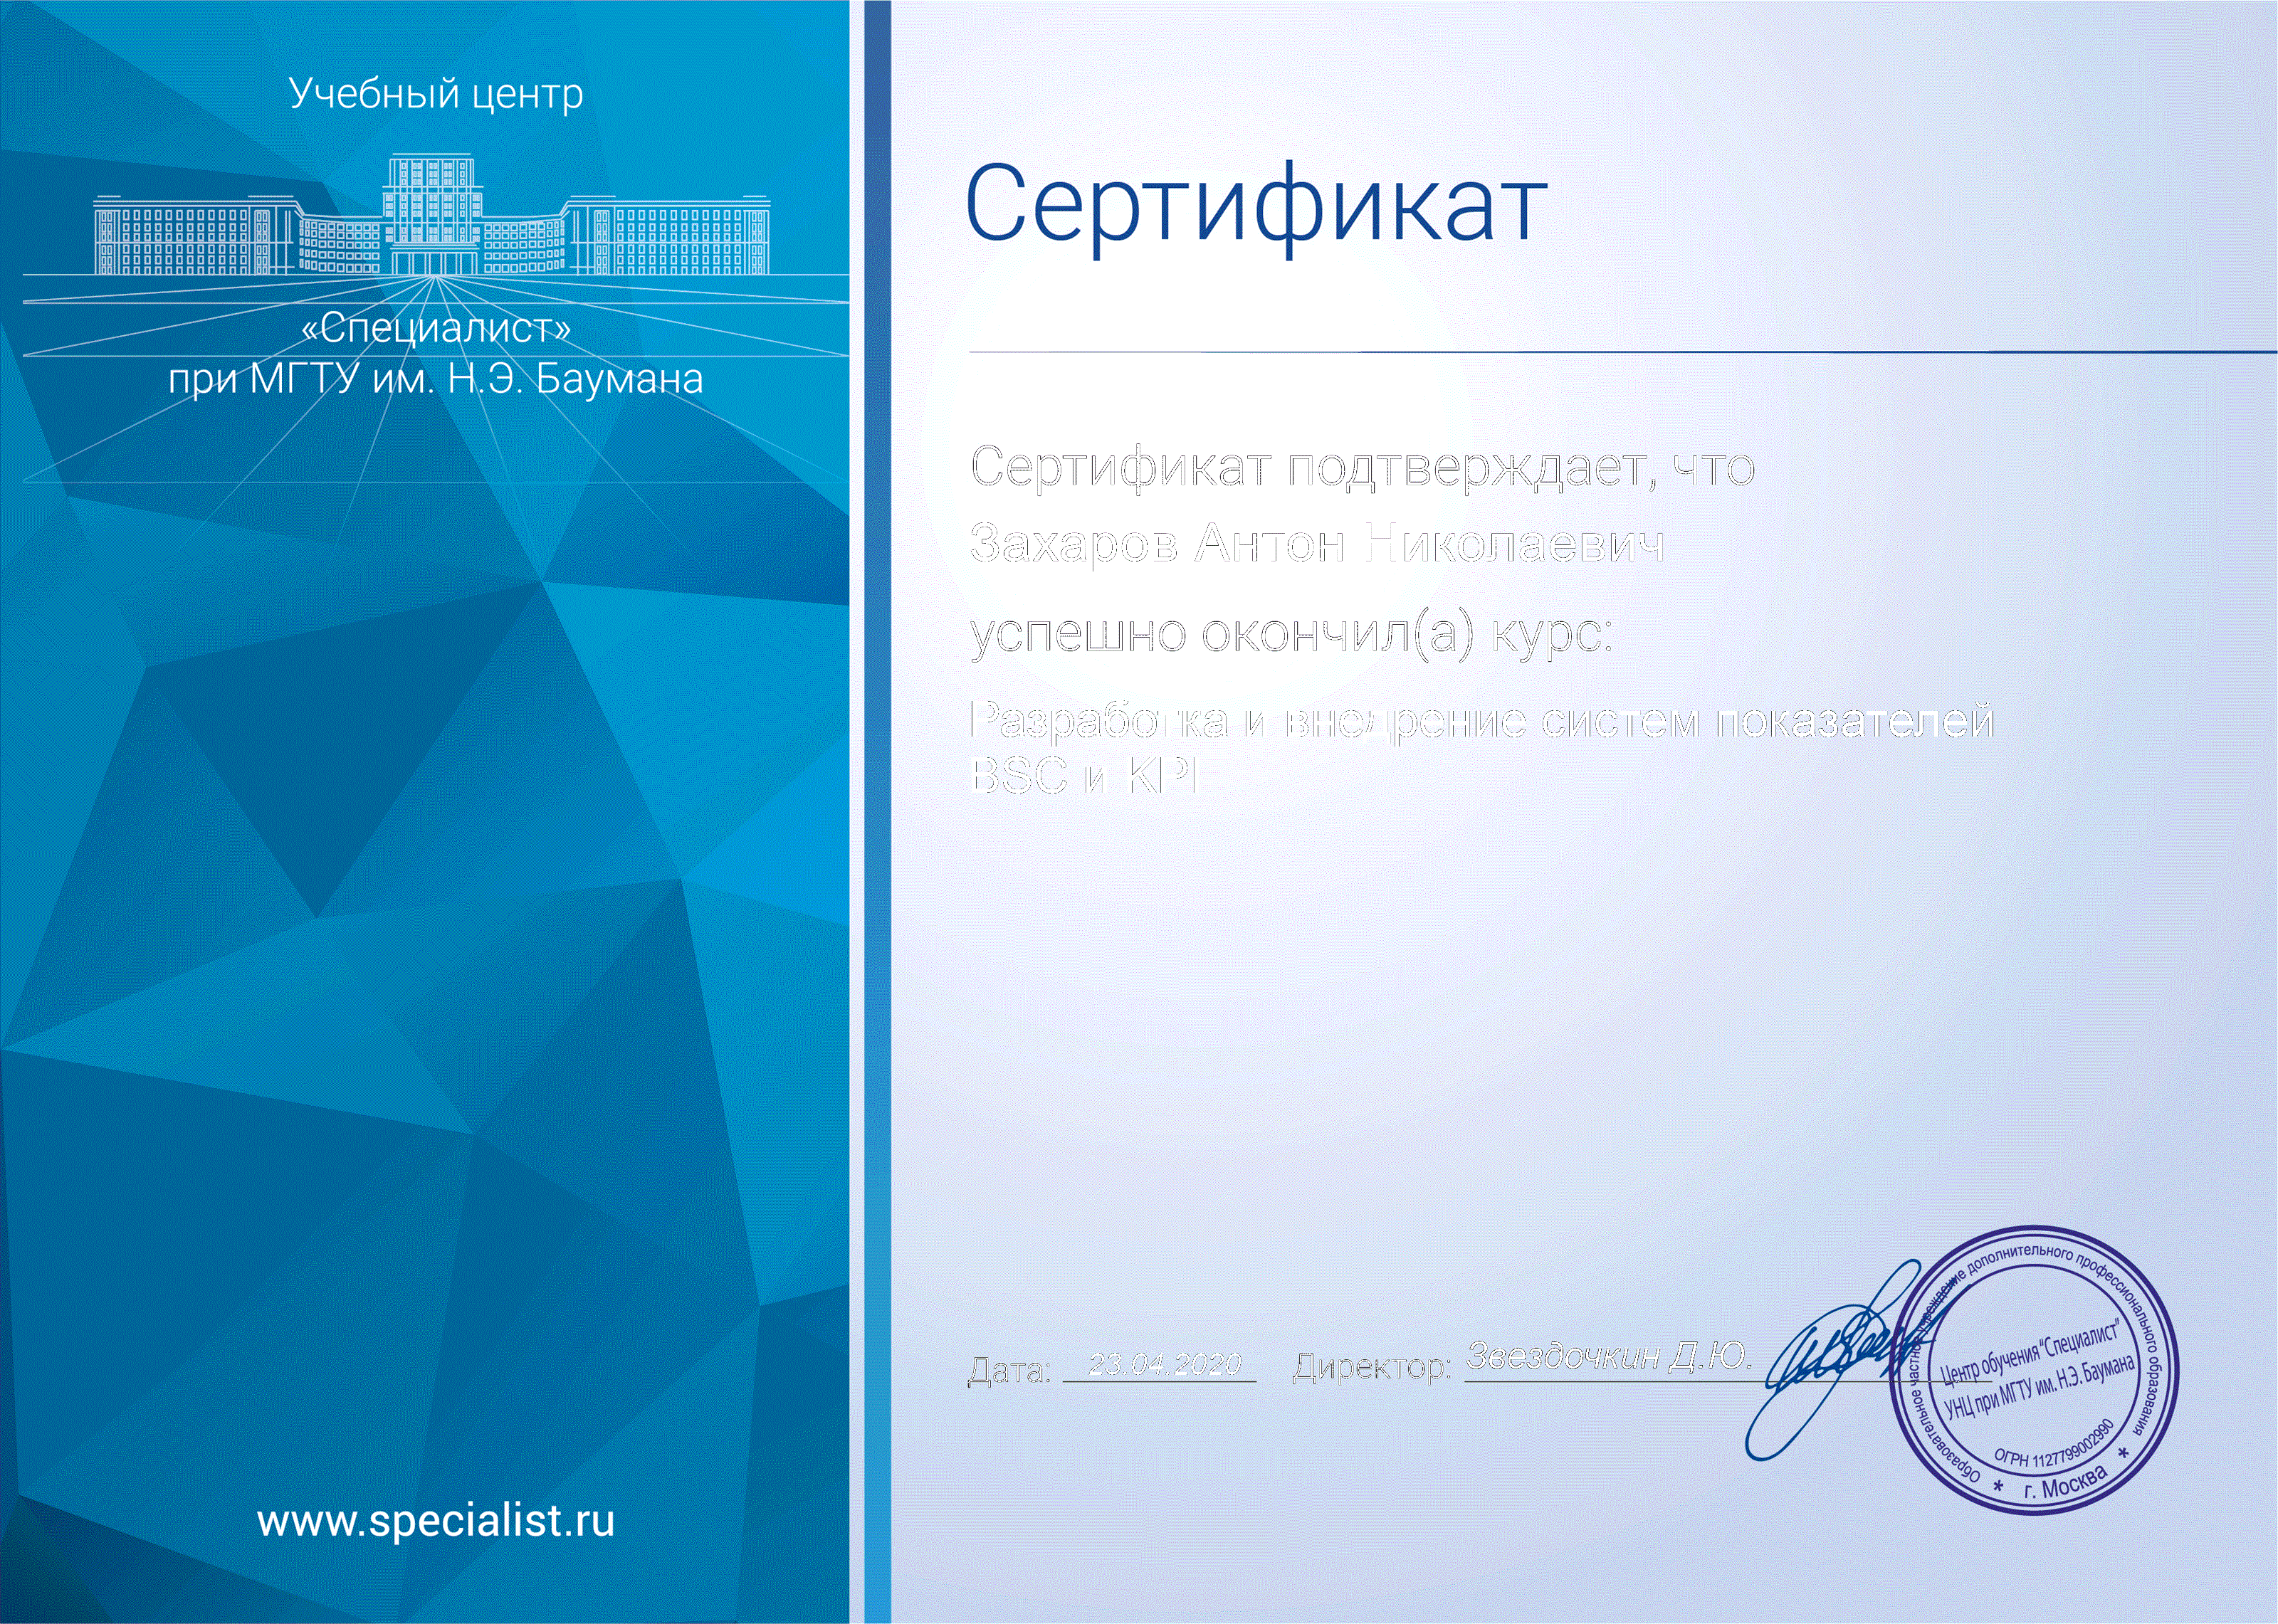 Учебный центр
«Специалист»
при МГТУ им. Н.Э. Баумана
www.specialist.ru
Сертификат
Сертификат подтверждает, что
Захаров Антон Николаевич
успешно окончил(а) курс:
Разработка и внедрение систем показателей
BSC и KPI
Дата: 23.04.2020 Директор: Звездочкин Д.Ю.
Образовательное частное учреждение дополнительного профессионального образования
Центр обучения "Специалист"
УНЦ при МГТУ им. Н.Э. Баумана
ОГРН 1127799002990
* г. Москва *